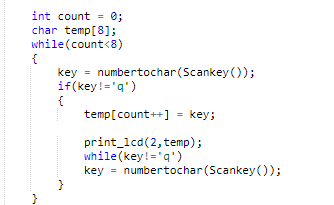 int count = 0;
char temp[8];
while(count<8)
{
key = numbertochar(Scankey());
if(key!='q')
{
temp[count++] = key;
print_lcd(2,temp);
while(key!='q')
key = numbertochar(Scankey());
}
}